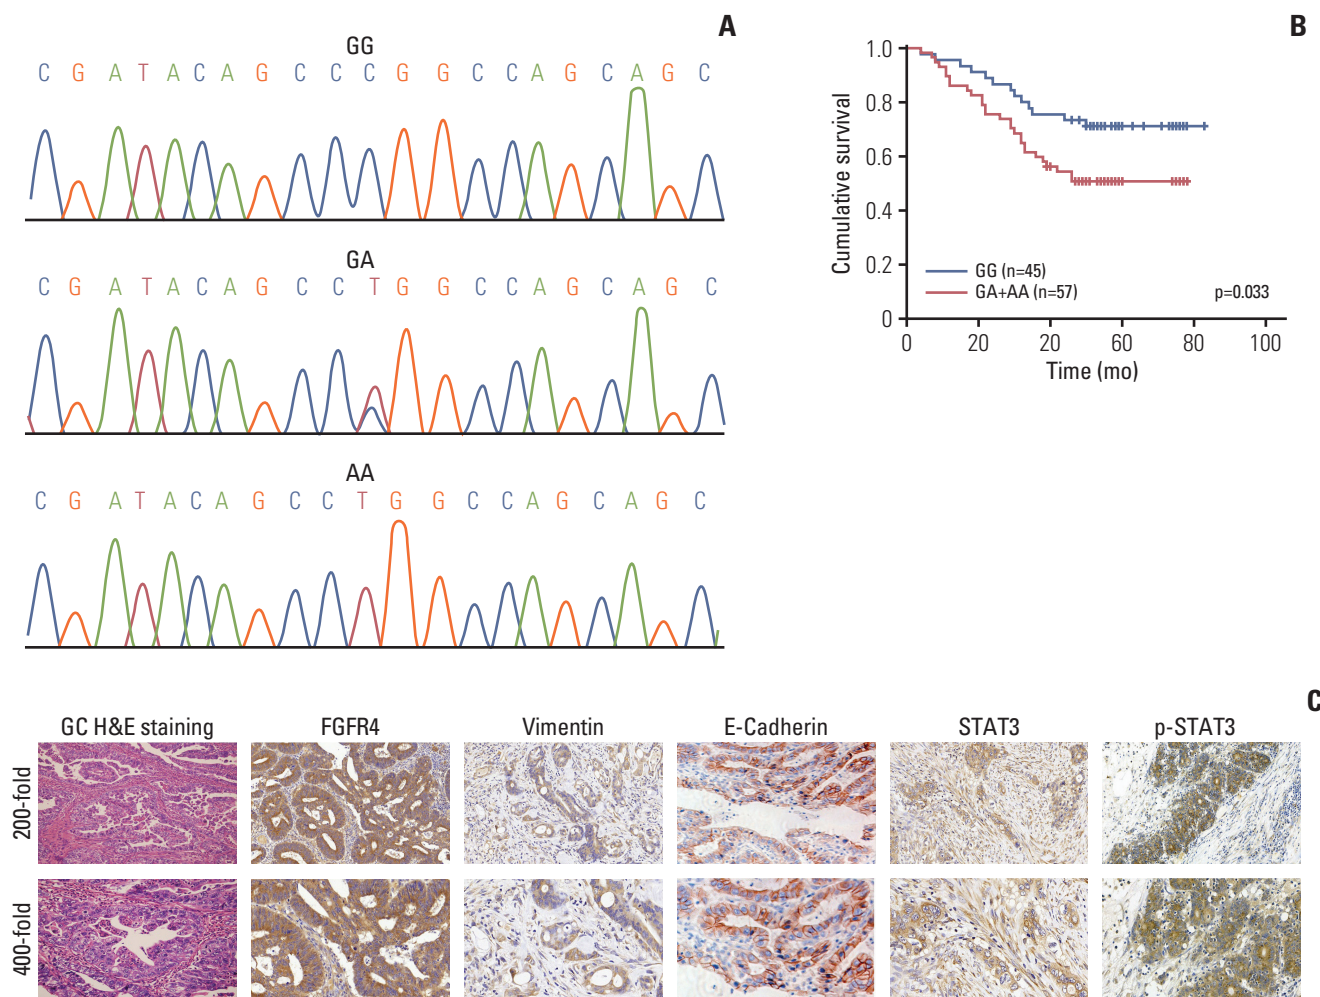 A
GG
C G A T A C A G C C C G G C C A G C A G C
GA
C G A T A C A G C C T G G C C A G C A G C
AA
C G A T A C A G C C T G G C C A G C A G C
B
1.0
0.8
0.6
0.4
0.2
0
Cumulative survival
GG (n=45)
GA+AA (n=57)
p=0.033
0 20 20 60 80 100
Time (mo)
C
GC H&E staining FGFR4 Vimentin E-Cadherin STAT3 p-STAT3
200-fold
400-fold